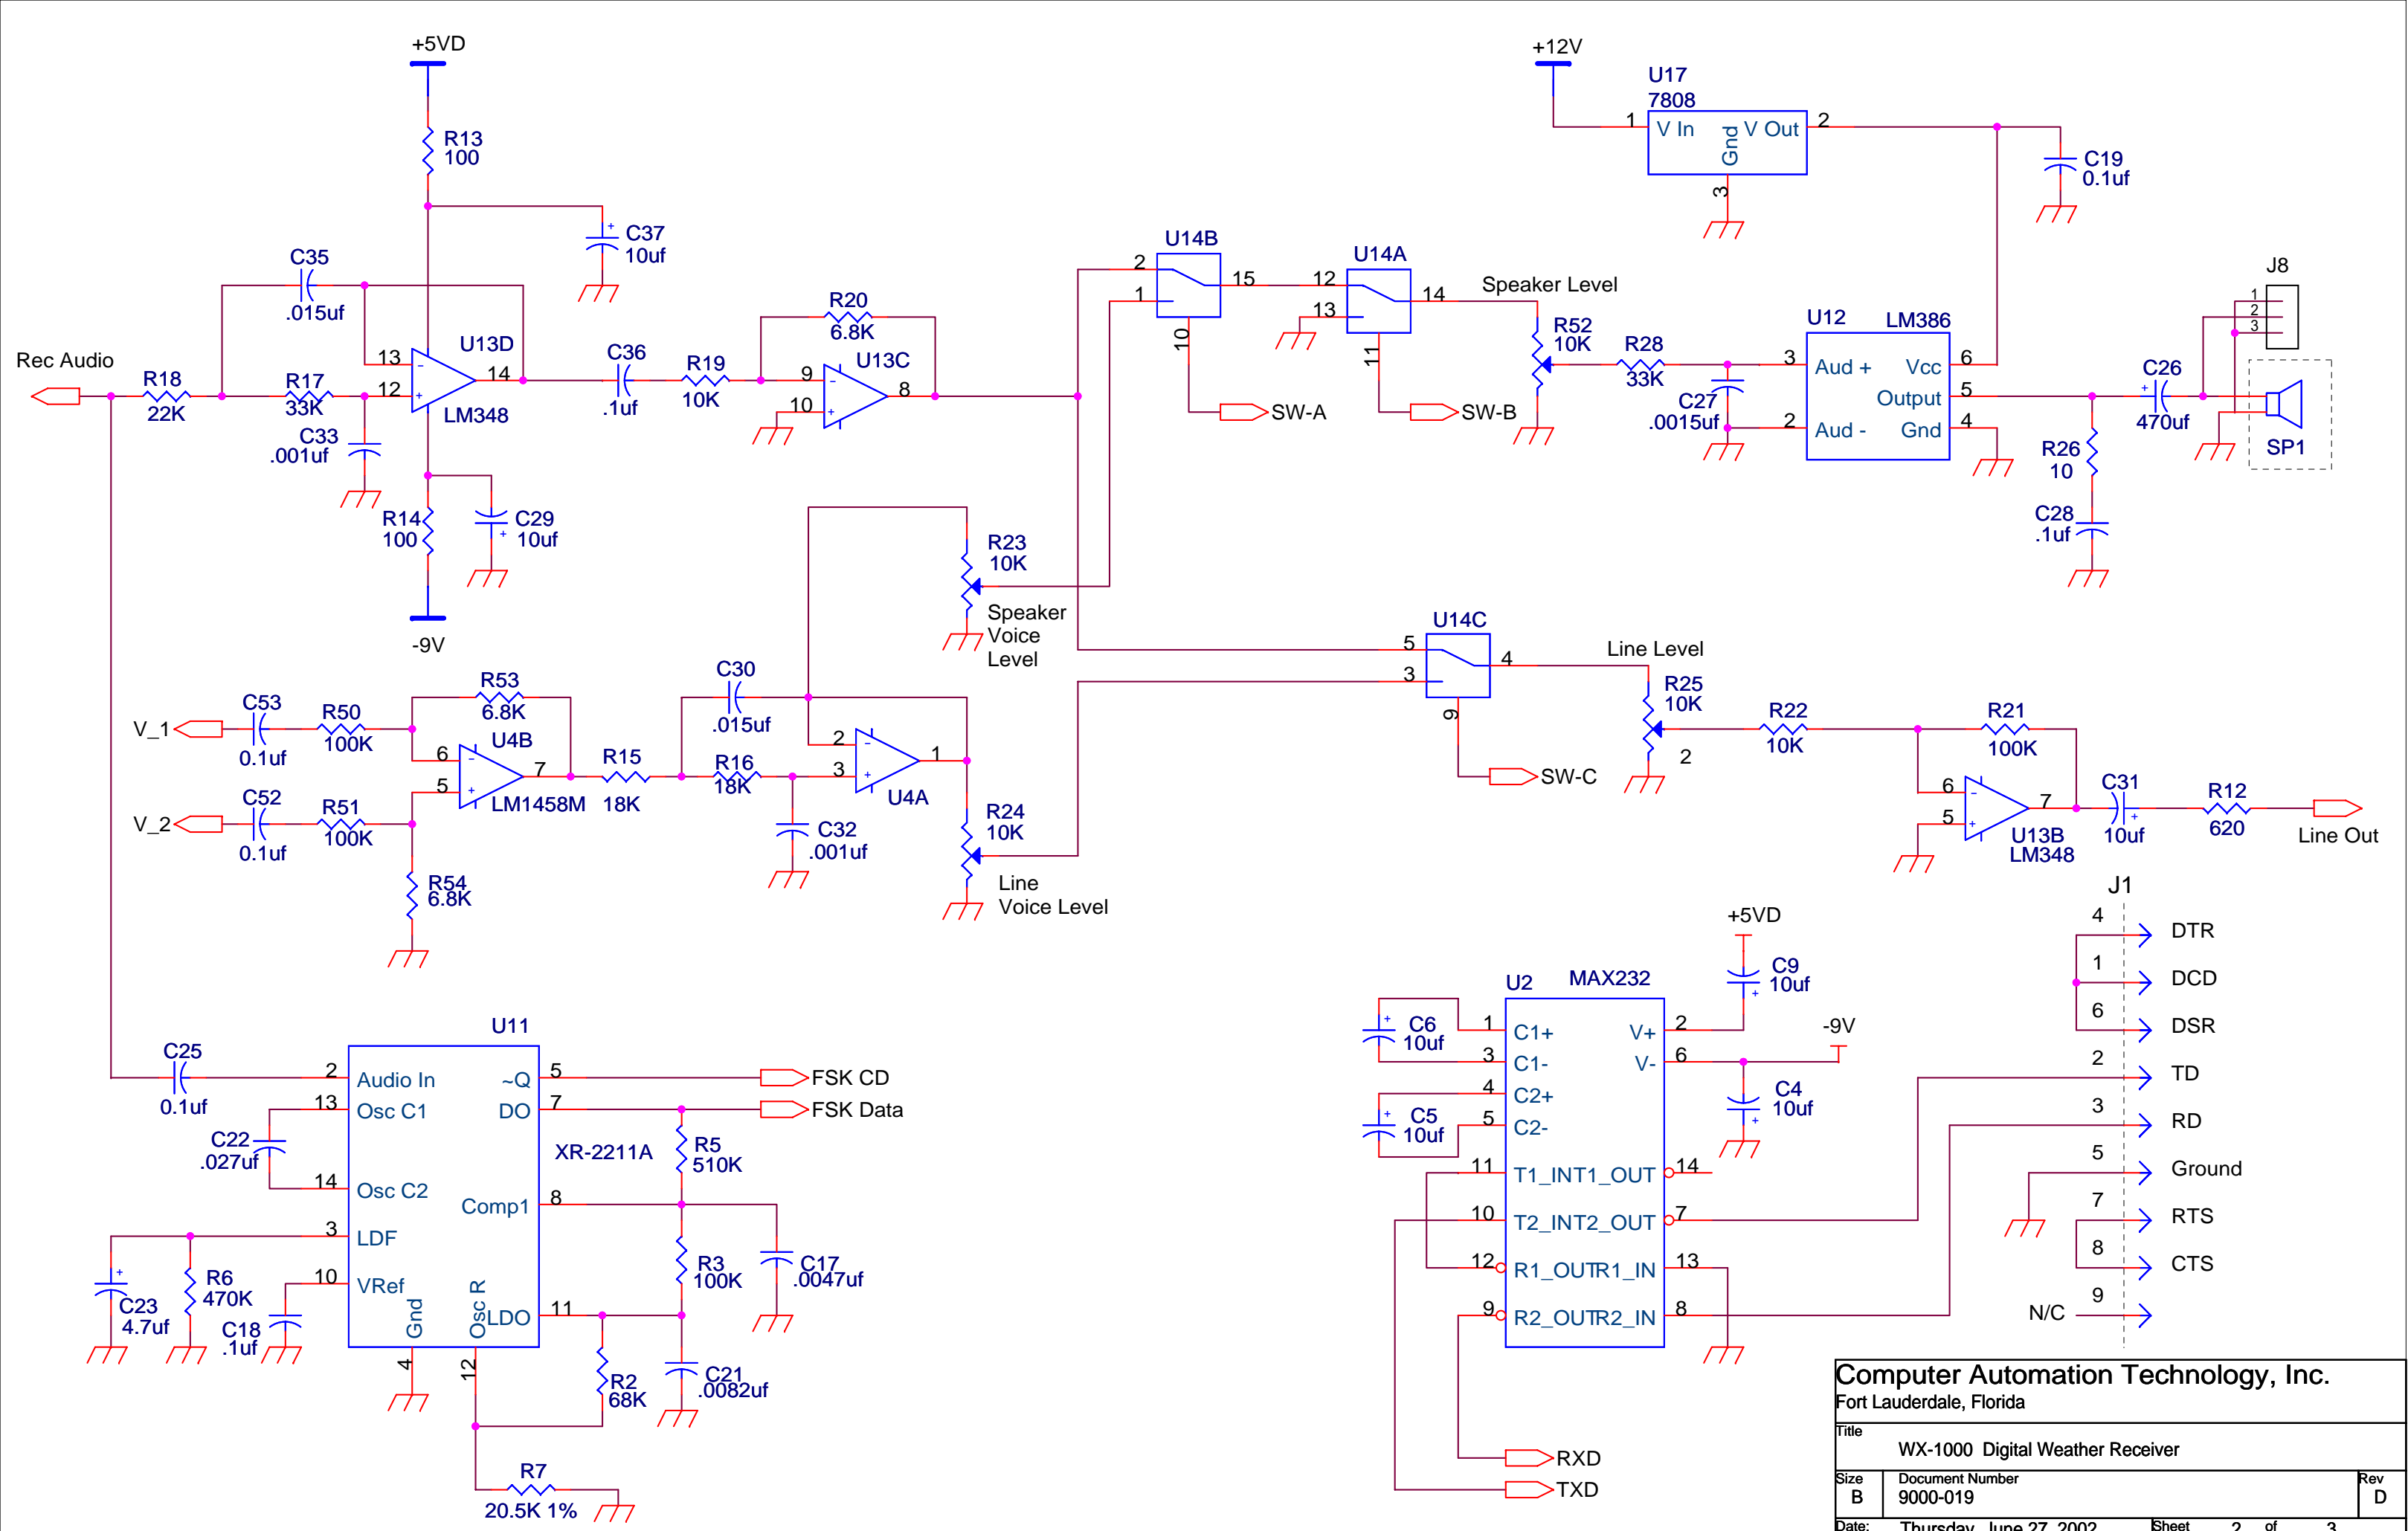 +5VD
R13
100
C37
10uf
C35
.015uf
Rec Audio
R18
22K
R17
33K
C33
.001uf
13
12
14
U13D
LM348
R14
100
C29
10uf
-9V
C36
.1uf
R19
10K
R20
6.8K
9
10
8
U13C
U14B
2
1
15
10
SW-A
U14A
12
13
14
11
SW-B
Speaker Level
R52
10K
R28
33K
C27
.0015uf
+12V
U17
7808
1
V In
Gnd
V Out
2
3
C19
0.1uf
U12
LM386
3
Aud +
Vcc
6
Output
5
2
Aud -
Gnd
4
R26
10
C28
.1uf
C26
470uf
J8
1
2
3
SP1
R23
10K
Speaker
Voice
Level
V_1
C53
0.1uf
R50
100K
R53
6.8K
U4B
6
5
7
LM1458M
V_2
C52
0.1uf
R51
100K
R54
6.8K
R15
18K
R16
18K
C30
.015uf
C32
.001uf
2
3
1
U4A
R24
10K
Line
Voice Level
U14C
5
3
4
9
SW-C
Line Level
R25
10K
2
R22
10K
R21
100K
6
5
7
U13B
LM348
C31
10uf
R12
620
Line Out
U11
C25
0.1uf
2
Audio In
13
Osc C1
C22
.027uf
14
Osc C2
3
LDF
10
VRef
C23
4.7uf
R6
470K
C18
.1uf
Gnd
4
Osc R
12
~Q
5
FSK CD
DO
7
FSK Data
XR-2211A
R5
510K
Comp1
8
R3
100K
C17
.0047uf
LDO
11
R2
68K
C21
.0082uf
R7
20.5K 1%
+5VD
C9
10uf
U2
MAX232
C6
10uf
1
C1+
V+
2
-9V
3
C1-
V-
6
4
C2+
C4
10uf
C5
10uf
5
C2-
11
T1_IN
T1_OUT
14
10
T2_IN
T2_OUT
7
12
R1_OUT
R1_IN
13
9
R2_OUT
R2_IN
8
RXD
TXD
J1
4
DTR
1
DCD
6
DSR
2
TD
3
RD
5
Ground
7
RTS
8
CTS
9
N/C
Computer Automation Technology, Inc.
Fort Lauderdale, Florida
Title
WX-1000 Digital Weather Receiver
Size
B
Document Number
9000-019
Rev
D
Date:
Thursday, June 27, 2002
Sheet
2 of 3